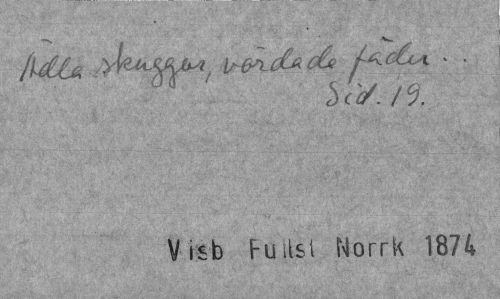 Ädla skuggor, vördade fäder..
Sid. 19.
Visb Fullst Norrk 1874